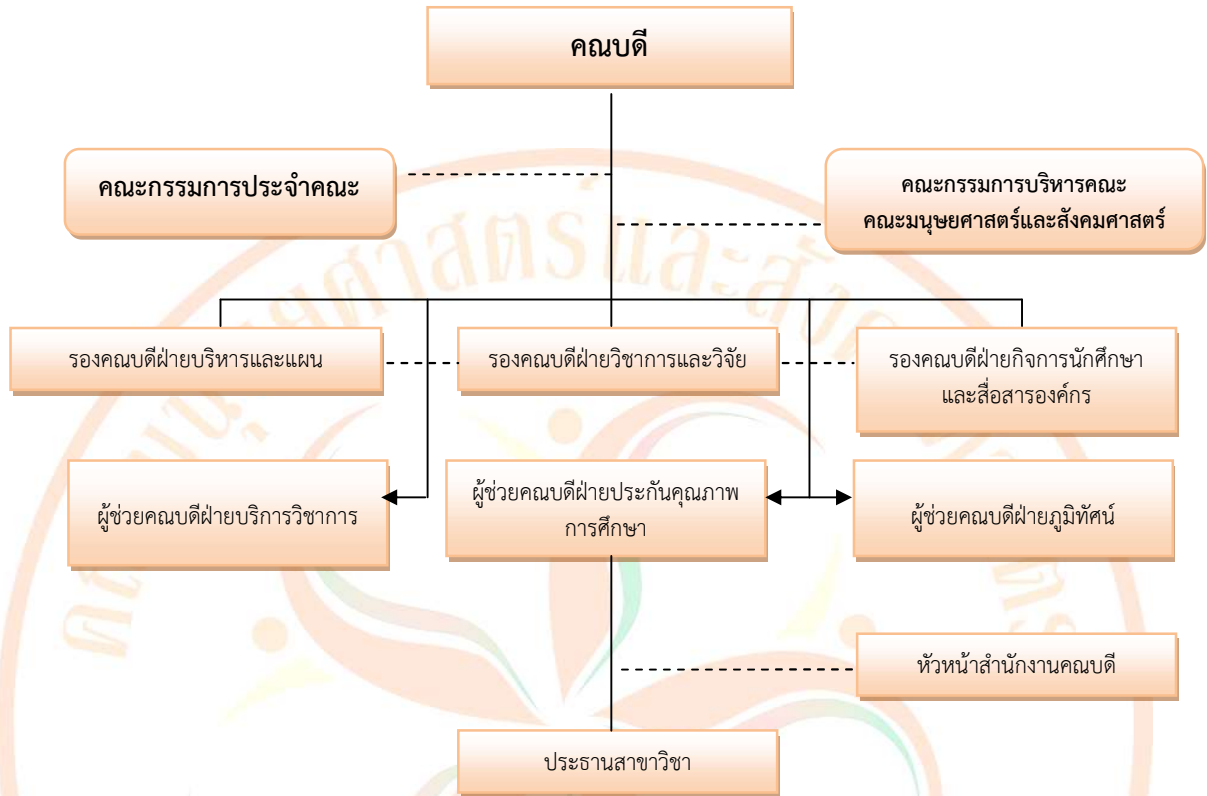 คณบดี
คณะกรรมการประจำคณะ
คณะกรรมการบริหารคณะ
คณะมนุษยศาสตร์และสังคมศาสตร์
รองคณบดีฝ่ายบริหารและแผน
รองคณบดีฝ่ายวิชาการและวิจัย
รองคณบดีฝ่ายกิจการนักศึกษา
และสื่อสารองค์กร
ผู้ช่วยคณบดีฝ่ายบริการวิชาการ
ผู้ช่วยคณบดีฝ่ายประกันคุณภาพ
การศึกษา
ผู้ช่วยคณบดีฝ่ายภูมิทัศน์
หัวหน้าสำนักงานคณบดี
ประธานสาขาวิชา